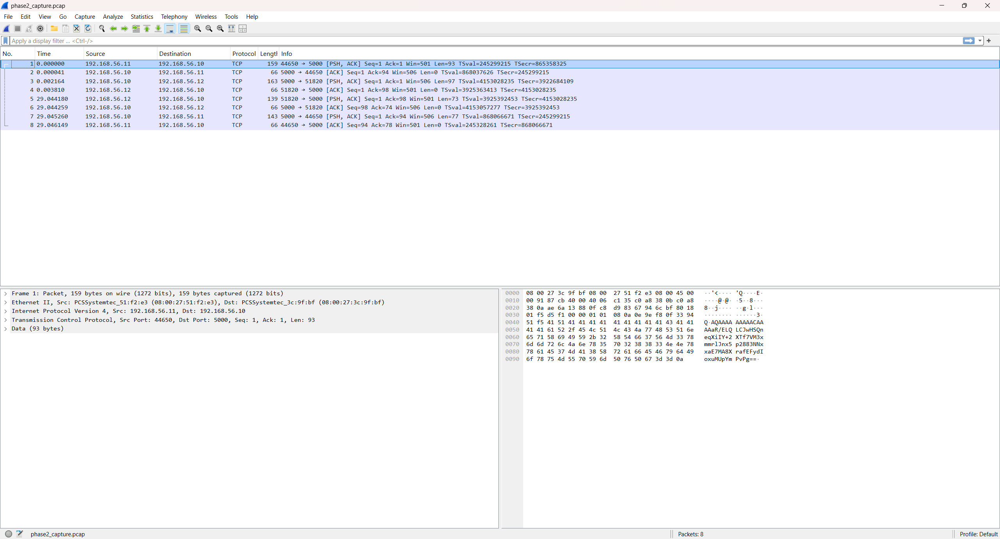 phase2_capture.pcap
File Edit View Go Capture Analyze Statistics Telephony Wireless Tools Help
Apply a display filter ... <Ctrl-/>
No. Time Source Destination Protocol Length Info
1 0.000000 192.168.56.11 192.168.56.10 TCP 159 44650 → 5000 [PSH, ACK] Seq=1 Ack=1 Win=501 Len=93 TSval=245299215 TSecr=865358325
2 0.000041 192.168.56.10 192.168.56.11 TCP 66 5000 → 44650 [ACK] Seq=1 Ack=94 Win=506 Len=0 TSval=868037626 TSecr=245299215
3 0.002164 192.168.56.10 192.168.56.12 TCP 163 5000 → 51820 [PSH, ACK] Seq=1 Ack=1 Win=506 Len=97 TSval=4153028235 TSecr=3922684109
4 0.003810 192.168.56.12 192.168.56.10 TCP 66 51820 → 5000 [ACK] Seq=1 Ack=98 Win=501 Len=0 TSval=3925363413 TSecr=4153028235
5 29.044180 192.168.56.12 192.168.56.10 TCP 139 51820 → 5000 [PSH, ACK] Seq=1 Ack=98 Win=501 Len=73 TSval=3925392453 TSecr=4153028235
6 29.044259 192.168.56.10 192.168.56.12 TCP 66 5000 → 51820 [ACK] Seq=98 Ack=74 Win=506 Len=0 TSval=4153057277 TSecr=3925392453
7 29.045260 192.168.56.10 192.168.56.11 TCP 143 5000 → 44650 [PSH, ACK] Seq=1 Ack=94 Win=506 Len=77 TSval=868066671 TSecr=245299215
8 29.046149 192.168.56.11 192.168.56.10 TCP 66 44650 → 5000 [ACK] Seq=94 Ack=78 Win=501 Len=0 TSval=245328261 TSecr=868066671
Frame 1: Packet, 159 bytes on wire (1272 bits), 159 bytes captured (1272 bits)
Ethernet II, Src: PCSSystemtec_51:f2:e3 (08:00:27:51:f2:e3), Dst: PCSSystemtec_3c:9f:bf (08:00:27:3c:9f:bf)
Internet Protocol Version 4, Src: 192.168.56.11, Dst: 192.168.56.10
Transmission Control Protocol, Src Port: 44650, Dst Port: 5000, Seq: 1, Ack: 1, Len: 93
Data (93 bytes)
0000 08 00 27 3c 9f bf 08 00 27 51 f2 e3 08 00 45 00 ··'<···· 'Q····E·
0010 00 91 87 cb 40 00 40 06 c1 35 c0 a8 38 0b c0 a8 ····@·@· ·5··8···
0020 38 0a ae 6a 13 88 0f c8 d9 83 67 94 6c bf 80 18 8··j···· ··g·l···
0030 01 f5 d5 f1 00 00 01 01 08 0a 0e 9e f8 0f 33 94 ········ ······3·
0040 51 f5 41 51 41 41 41 41 41 41 41 41 41 43 41 41 Q·AQAAAA AAAAACAA
0050 41 41 61 52 2f 45 4c 51 4c 43 4a 77 48 53 51 6e AAaR/ELQ LCJwHSQn
0060 65 71 58 69 49 59 2b 32 58 54 66 37 56 4d 33 78 eqXiIY+2 XTf7VM3x
0070 6d 6d 72 6c 4a 6e 78 35 70 32 38 38 33 4e 4e 78 mmrlJnx5 p2883NNx
0080 78 61 45 37 4d 41 38 58 72 61 66 45 46 79 64 49 xaE7MA8X rafEFydI
0090 6f 78 75 4d 55 70 59 6d 50 76 50 67 3d 3d 0a oxuMUpYm PvPg==·
phase2_capture.pcap Packets: 8 Profile: Default